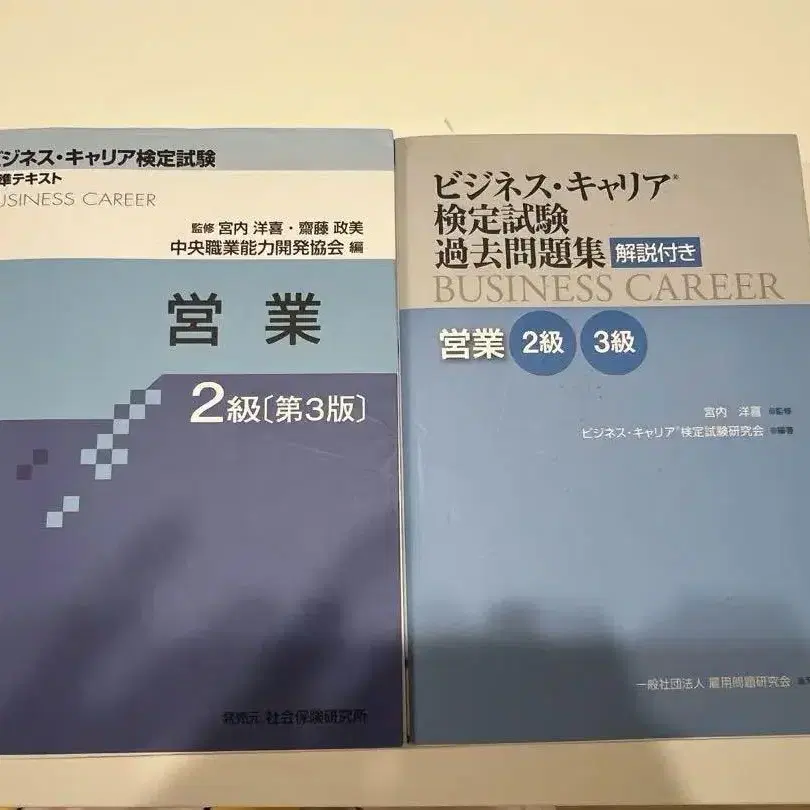 ビジネス・キャリア検定試験
準テキスト
BUSINESS CAREER
監修 宮内 洋喜・齋藤 政美
中央職業能力開発協会 編
営 業
2級〔第3版〕
発売元 社会保険研究所
ビジネス・キャリア®
検定試験
過去問題集 解説付き
BUSINESS CAREER
営業 2級 3級
宮内 洋喜 ●監修
ビジネス・キャリア®検定試験研究会 ●編著
一般社団法人 雇用問題研究会